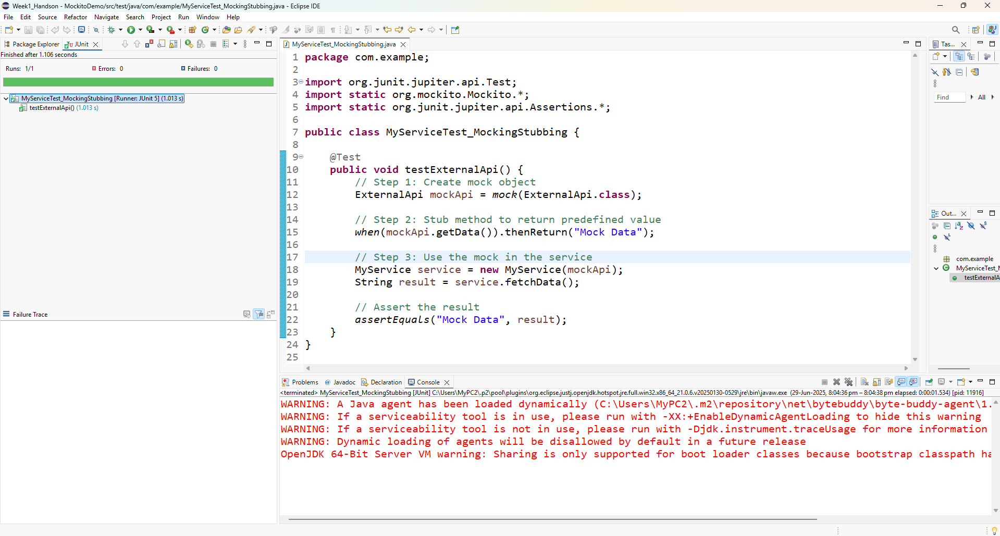 Week1_Handson - MockitoDemo/src/test/java/com/example/MyServiceTest_MockingStubbing.java - Eclipse IDE
File Edit Source Refactor Navigate Search Project Run Window Help
Package Explorer JUnit
Finished after 1.106 seconds
Runs: 1/1 Errors: 0 Failures: 0
MyServiceTest_MockingStubbing [Runner: JUnit 5] (1.013 s)
testExternalApi() (1.013 s)
Failure Trace
MyServiceTest_MockingStubbing.java
1 package com.example;
2
3 import org.junit.jupiter.api.Test;
4 import static org.mockito.Mockito.*;
5 import static org.junit.jupiter.api.Assertions.*;
6
7 public class MyServiceTest_MockingStubbing {
8
9 @Test
10 public void testExternalApi() {
11 // Step 1: Create mock object
12 ExternalApi mockApi = mock(ExternalApi.class);
13
14 // Step 2: Stub method to return predefined value
15 when(mockApi.getData()).thenReturn("Mock Data");
16
17 // Step 3: Use the mock in the service
18 MyService service = new MyService(mockApi);
19 String result = service.fetchData();
20
21 // Assert the result
22 assertEquals("Mock Data", result);
23 }
24 }
25
Tas...
Find All
Out...
com.example
MyServiceTest_M
testExternalA
Problems Javadoc Declaration Console
<terminated> MyServiceTest_MockingStubbing [JUnit] C:\Users\MyPC2\.p2\pool\plugins\org.eclipse.justj.openjdk.hotspot.jre.full.win32.x86_64_21.0.6.v20250130-0529\jre\bin\javaw.exe (29-Jun-2025, 8:04:36 pm – 8:04:38 pm elapsed: 0:00:01.534) [pid: 11916]
WARNING: A Java agent has been loaded dynamically (C:\Users\MyPC2\.m2\repository\net\bytebuddy\byte-buddy-agent\1.
WARNING: If a serviceability tool is in use, please run with -XX:+EnableDynamicAgentLoading to hide this warning
WARNING: If a serviceability tool is not in use, please run with -Djdk.instrument.traceUsage for more information
WARNING: Dynamic loading of agents will be disallowed by default in a future release
OpenJDK 64-Bit Server VM warning: Sharing is only supported for boot loader classes because bootstrap classpath ha